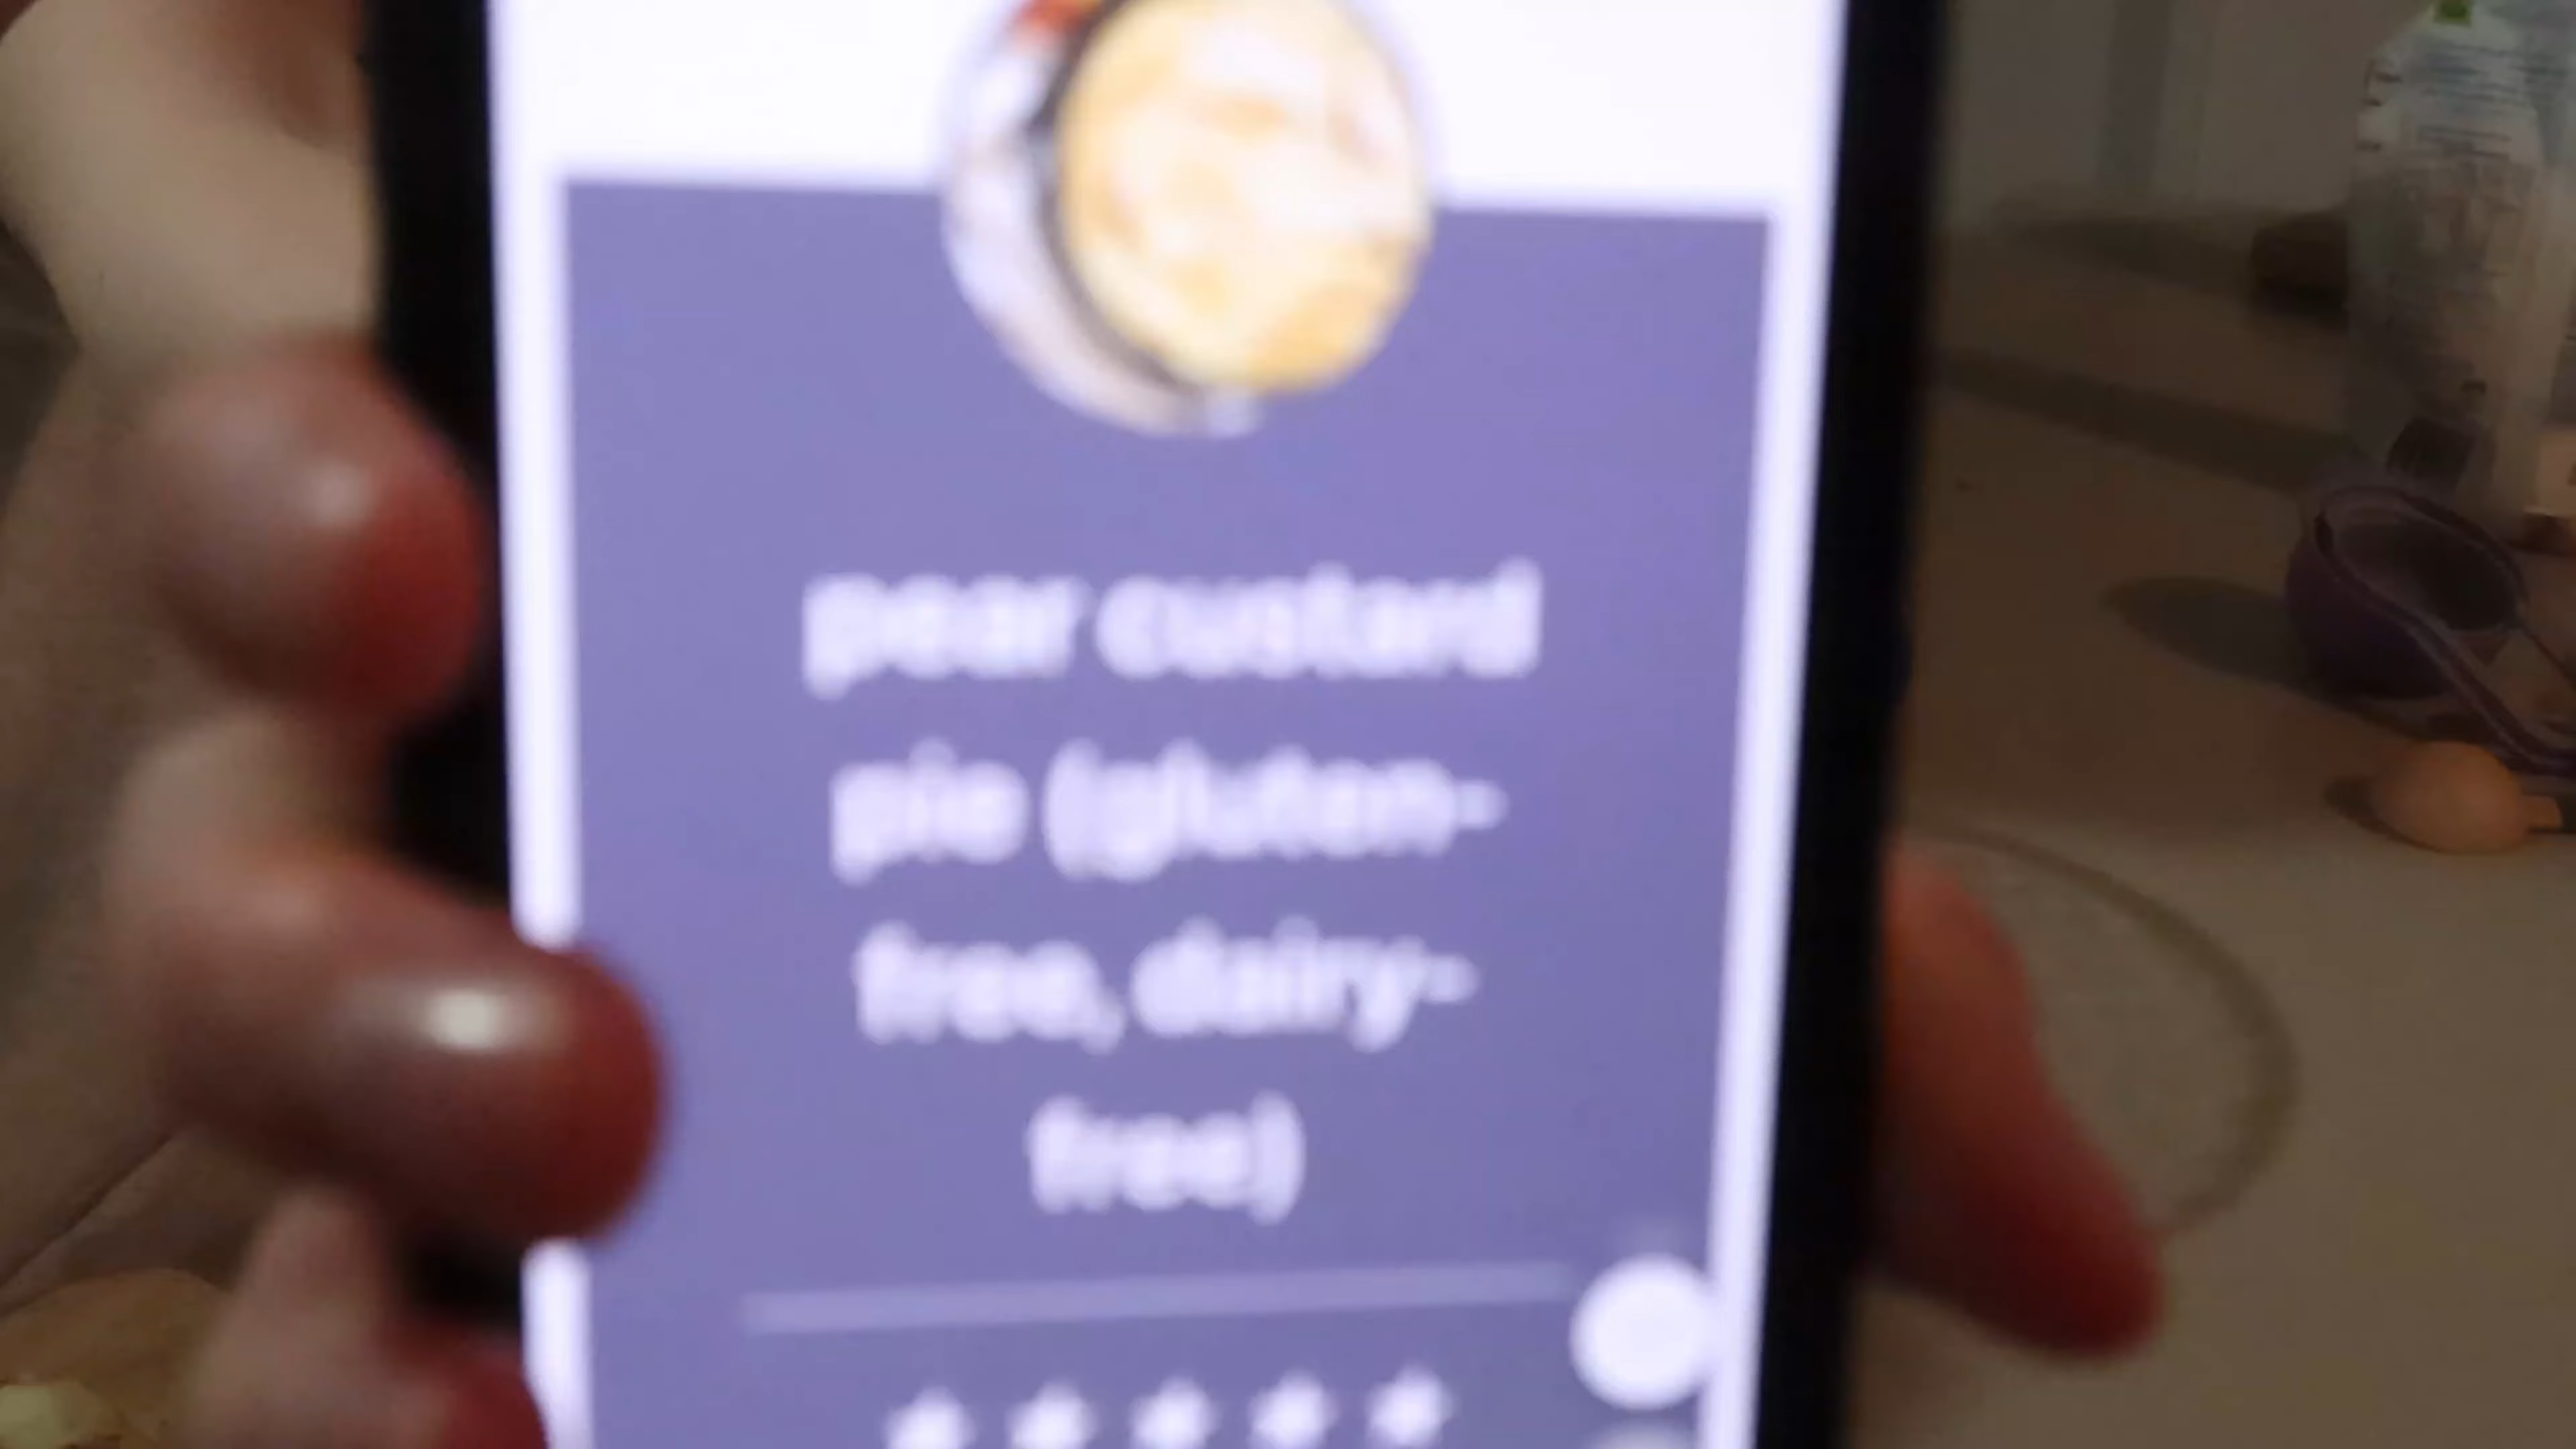 pear custard
pie (gluten-
free, dairy-
free)